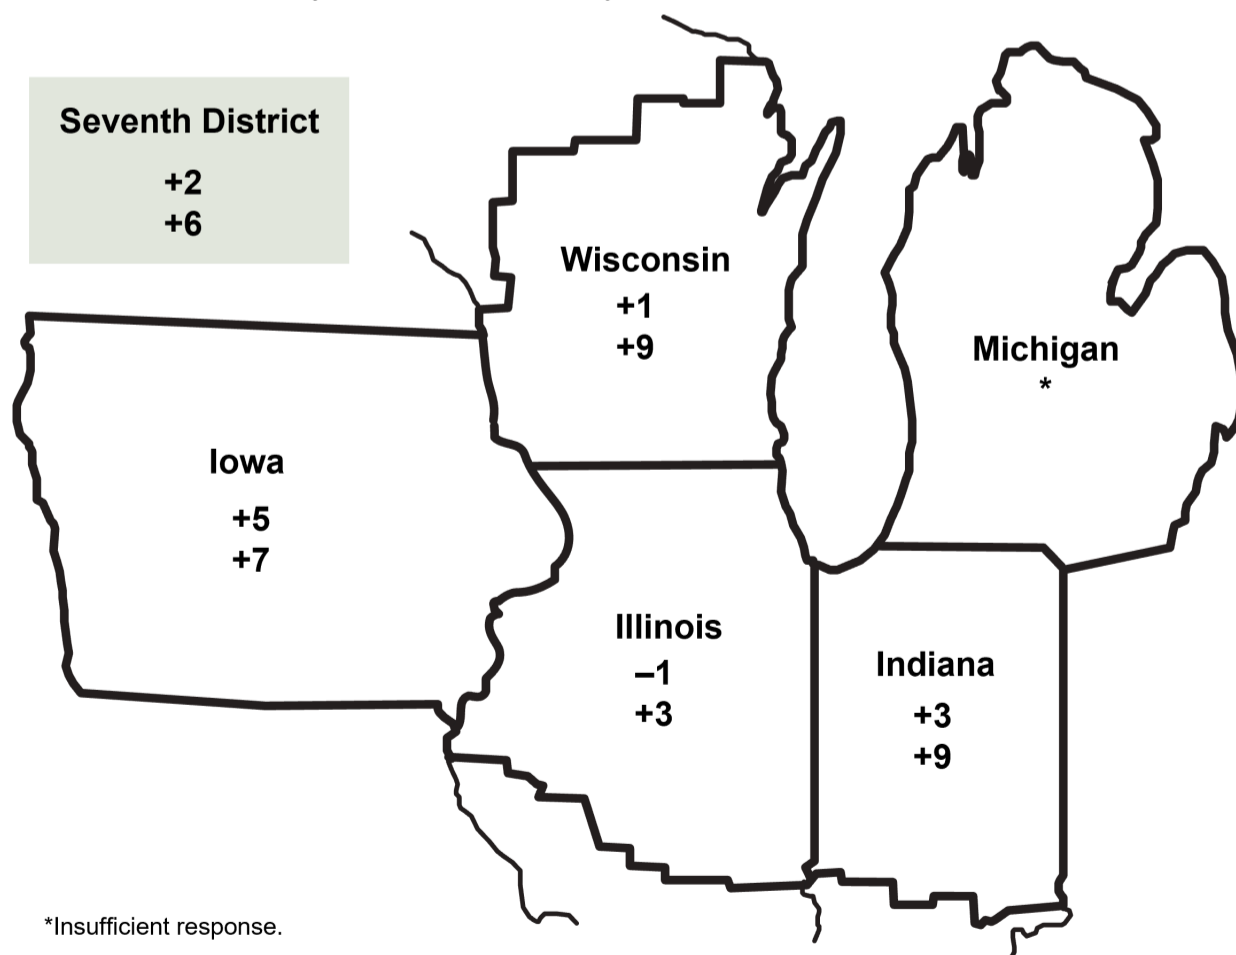 Seventh District
+2
+6
Wisconsin
+1
+9
Michigan
*
Iowa
+5
+7
Illinois
–1
+3
Indiana
+3
+9
*Insufficient response.